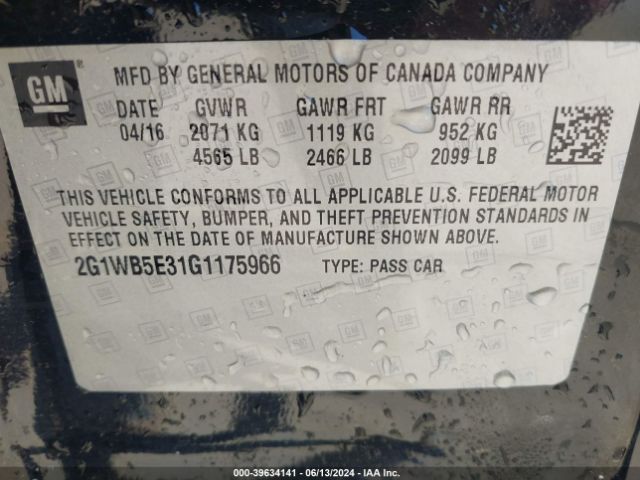 GM ® MFD BY GENERAL MOTORS OF CANADA COMPANY
DATE GVWR GAWR FRT GAWR RR
04/16 2071 KG 1119 KG 952 KG
4565 LB 2466 LB 2099 LB
THIS VEHICLE CONFORMS TO ALL APPLICABLE U.S. FEDERAL MOTOR
VEHICLE SAFETY, BUMPER, AND THEFT PREVENTION STANDARDS IN
EFFECT ON THE DATE OF MANUFACTURE SHOWN ABOVE.
2G1WB5E31G1175966 TYPE: PASS CAR
000-39634141 - 06/13/2024 - IAA Inc.